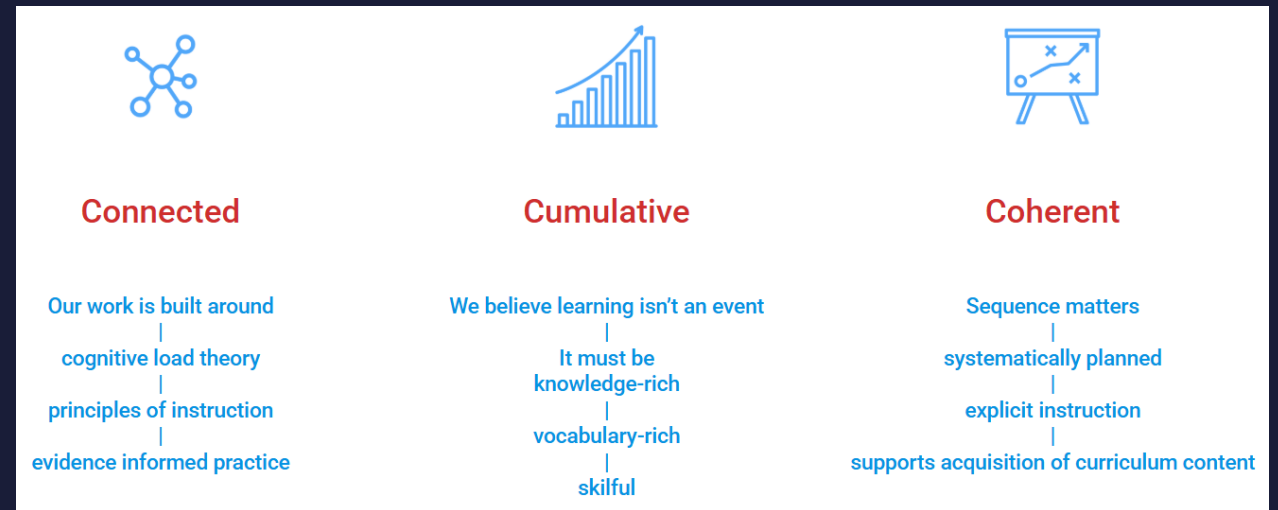 Connected
Our work is built around
|
cognitive load theory
|
principles of instruction
|
evidence informed practice
Cumulative
We believe learning isn’t an event
|
It must be
knowledge-rich
|
vocabulary-rich
|
skilful
Coherent
Sequence matters
|
systematically planned
|
explicit instruction
|
supports acquisition of curriculum content